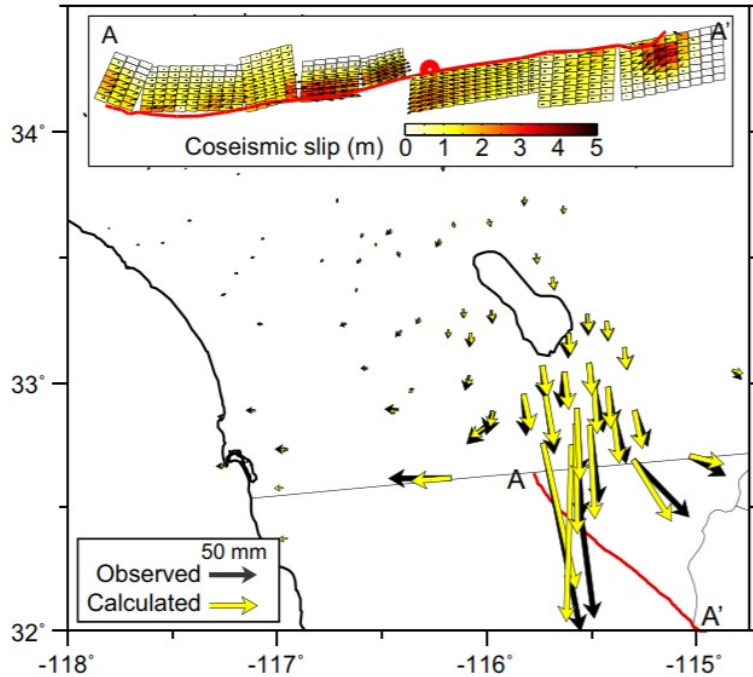 A A'
Coseismic slip (m) 0 1 2 3 4 5
34°
33°
A
50 mm
Observed
Calculated
A'
32°
-118° -117° -116° -115°